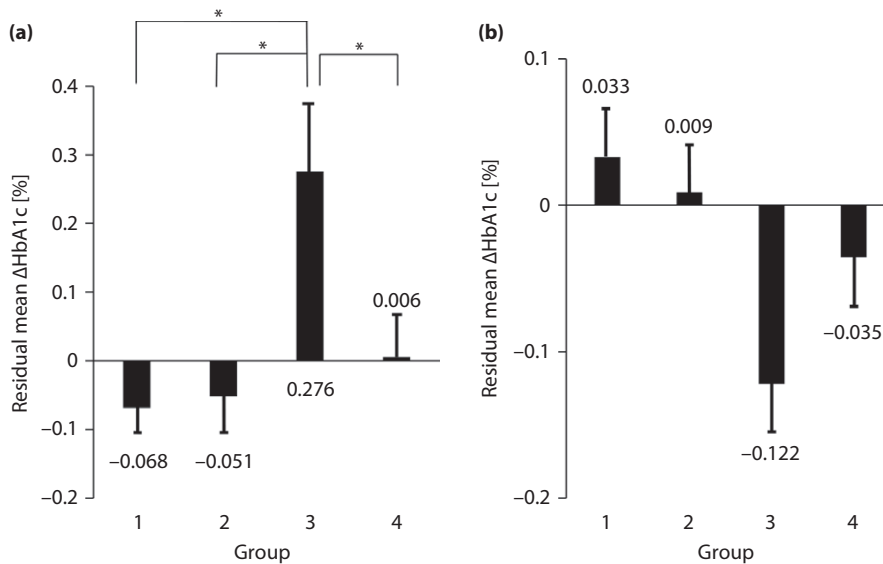 (a)
*
*
*
Residual mean ΔHbA1c [%]
0.4
0.3
0.2
0.1
0
−0.1
−0.2
−0.068
−0.051
0.276
0.006
1 2 3 4
Group
(b)
Residual mean ΔHbA1c [%]
0.1
0
−0.1
−0.2
0.033
0.009
−0.122
−0.035
1 2 3 4
Group